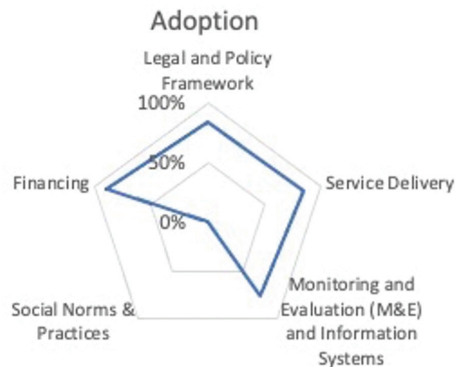 Adoption
Legal and Policy
Framework
100%
50%
0%
Financing
Service Delivery
Monitoring and
Evaluation (M&E)
and Information
Systems
Social Norms &
Practices